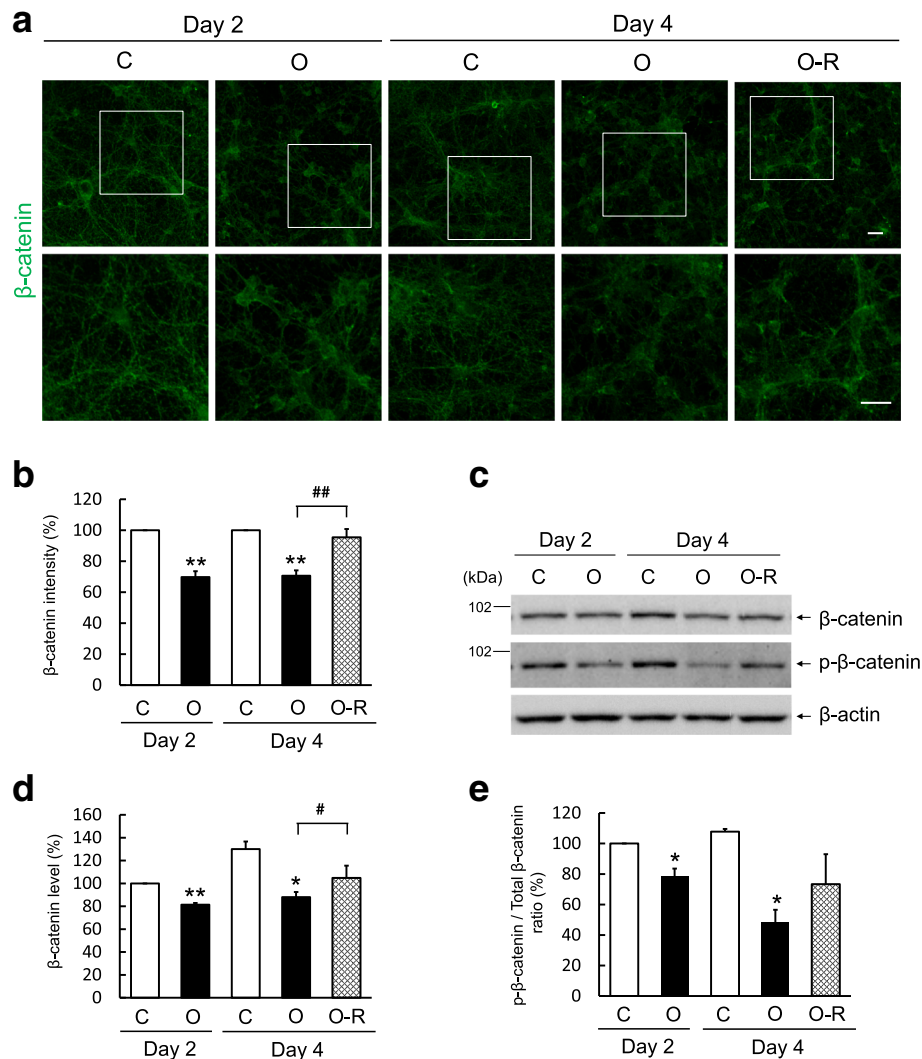 a
Day 2 Day 4
C O C O O-R
β-catenin
b
β-catenin intensity (%)
120
100
80
60
40
20
0
##
** **
C O C O O-R
Day 2 Day 4
c
Day 2 Day 4
(kDa) C O C O O-R
102 β-catenin
102 p-β-catenin
β-actin
d
β-catenin level (%)
160
140
120
100
80
60
40
20
0
#
** *
C O C O O-R
Day 2 Day 4
e
p-β-catenin / Total β-catenin
ratio (%)
120
100
80
60
40
20
0
* *
C O C O O-R
Day 2 Day 4